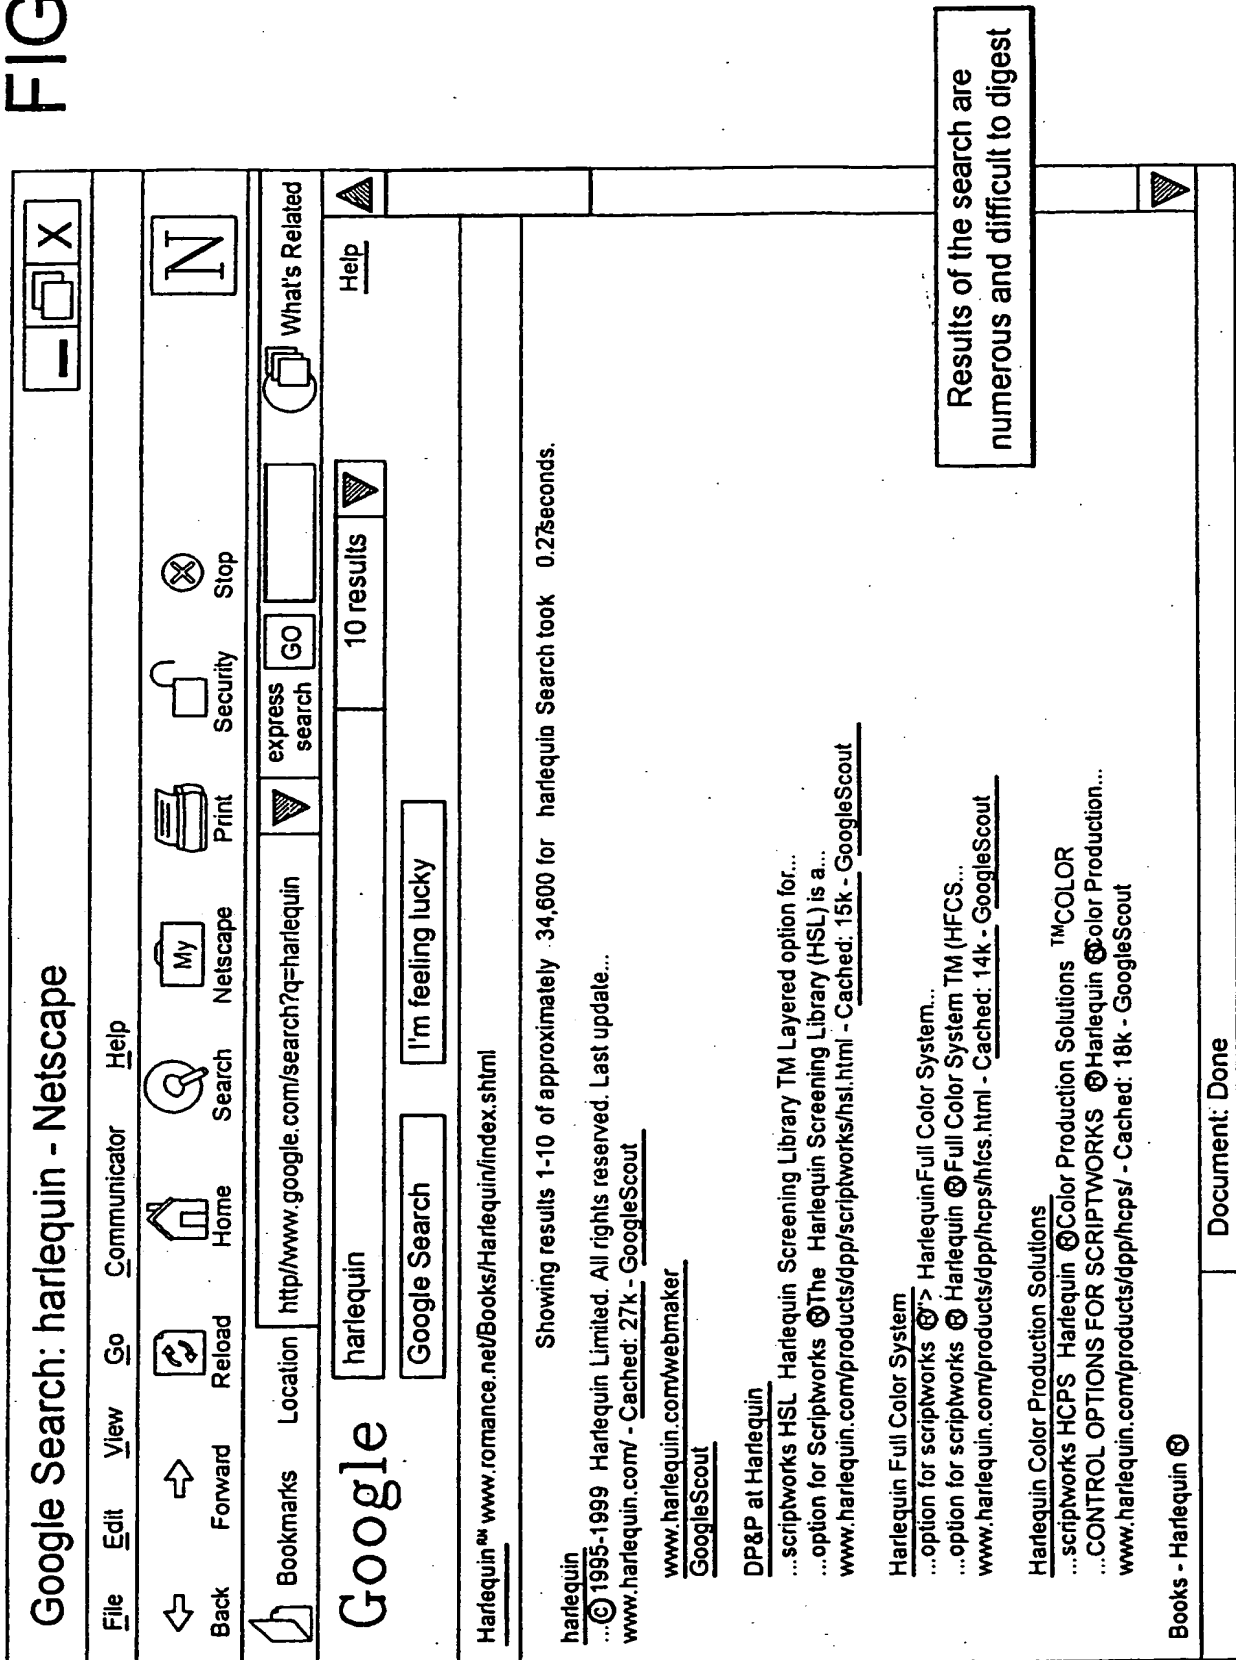 FIG
Google Search: harlequin - Netscape
X
File Edit View Go Communicator Help
N
My
Back Forward Reload Home Search Netscape Print Security Stop
Bookmarks Location http//www.google.com/search?q=harlequin express search GO What's Related
Google harlequin 10 results Help
Google Search I'm feeling lucky
Harlequin RM www.romance.net/Books/Harlequin/index.shtml
Showing results 1-10 of approximately 34,600 for harlequin Search took 0.27seconds.
harlequin
...© 1995-1999 Harlequin Limited. All rights reserved. Last update...
www.harlequin.com/ - Cached: 27k - GoogleScout
www.harlequin.com/webmaker
GoogleScout
DP&P at Harlequin
...scriptworks HSL Harlequin Screening Library TM Layered option for...
...option for Scriptworks ®The Harlequin Screening Library (HSL) is a...
www.harlequin.com/products/dpp/scriptworks/hsl.html - Cached: 15k - GoogleScout
Harlequin Full Color System
...option for scriptworks ®"> HarlequinFull Color System...
...option for scriptworks ® Harlequin ®Full Color System TM (HFCS...
www.harlequin.com/products/dpp/hcps/hfcs.html - Cached: 14k - GoogleScout
Results of the search are
numerous and difficult to digest
Harlequin Color Production Solutions
...scriptworks HCPS Harlequin ®Color Production Solutions ™COLOR
...CONTROL OPTIONS FOR SCRIPTWORKS ®Harlequin ®Color Production...
www.harlequin.com/products/dpp/hcps/ - Cached: 18k - GoogleScout
Books - Harlequin ®
Document: Done